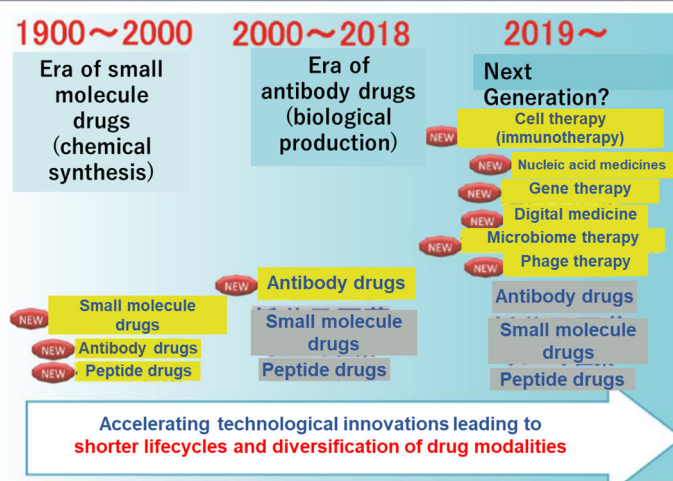 1900～2000
Era of small
molecule
drugs
(chemical
synthesis)
NEW
Small molecule
drugs
NEW
Antibody drugs
NEW
Peptide drugs
2000～2018
Era of
antibody drugs
(biological
production)
NEW
Antibody drugs
Small molecule
drugs
Peptide drugs
2019～
Next
Generation?
NEW
Cell therapy
(immunotherapy)
NEW
Nucleic acid medicines
NEW
Gene therapy
NEW
Digital medicine
NEW
Microbiome therapy
NEW
Phage therapy
Antibody drugs
Small molecule
drugs
Peptide drugs
Accelerating technological innovations leading to
shorter lifecycles and diversification of drug modalities